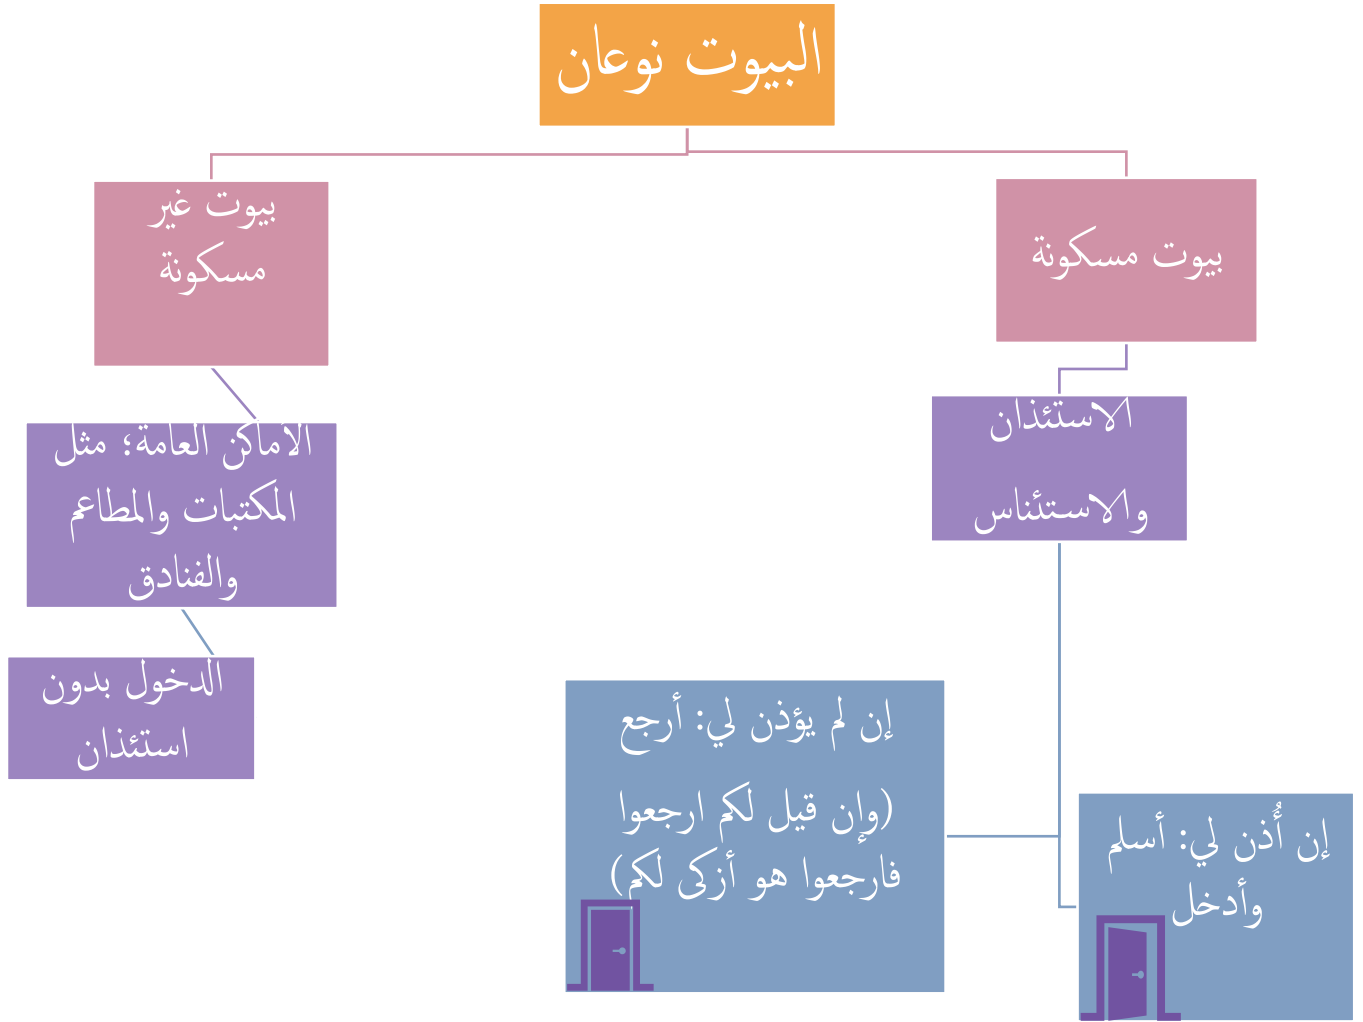 البيوت نوعان
بيوت مسكونة
الاستئذان
والاستئناس
إن أُذن لي: أسلم
وأدخل
إن لم يؤذن لي: أرجع
(وإن قيل لكم ارجعوا
فارجعوا هو أزكى لكم)
بيوت غير
مسكونة
الأماكن العامة؛ مثل
المكتبات والمطاعم
والفنادق
الدخول بدون
استئذان